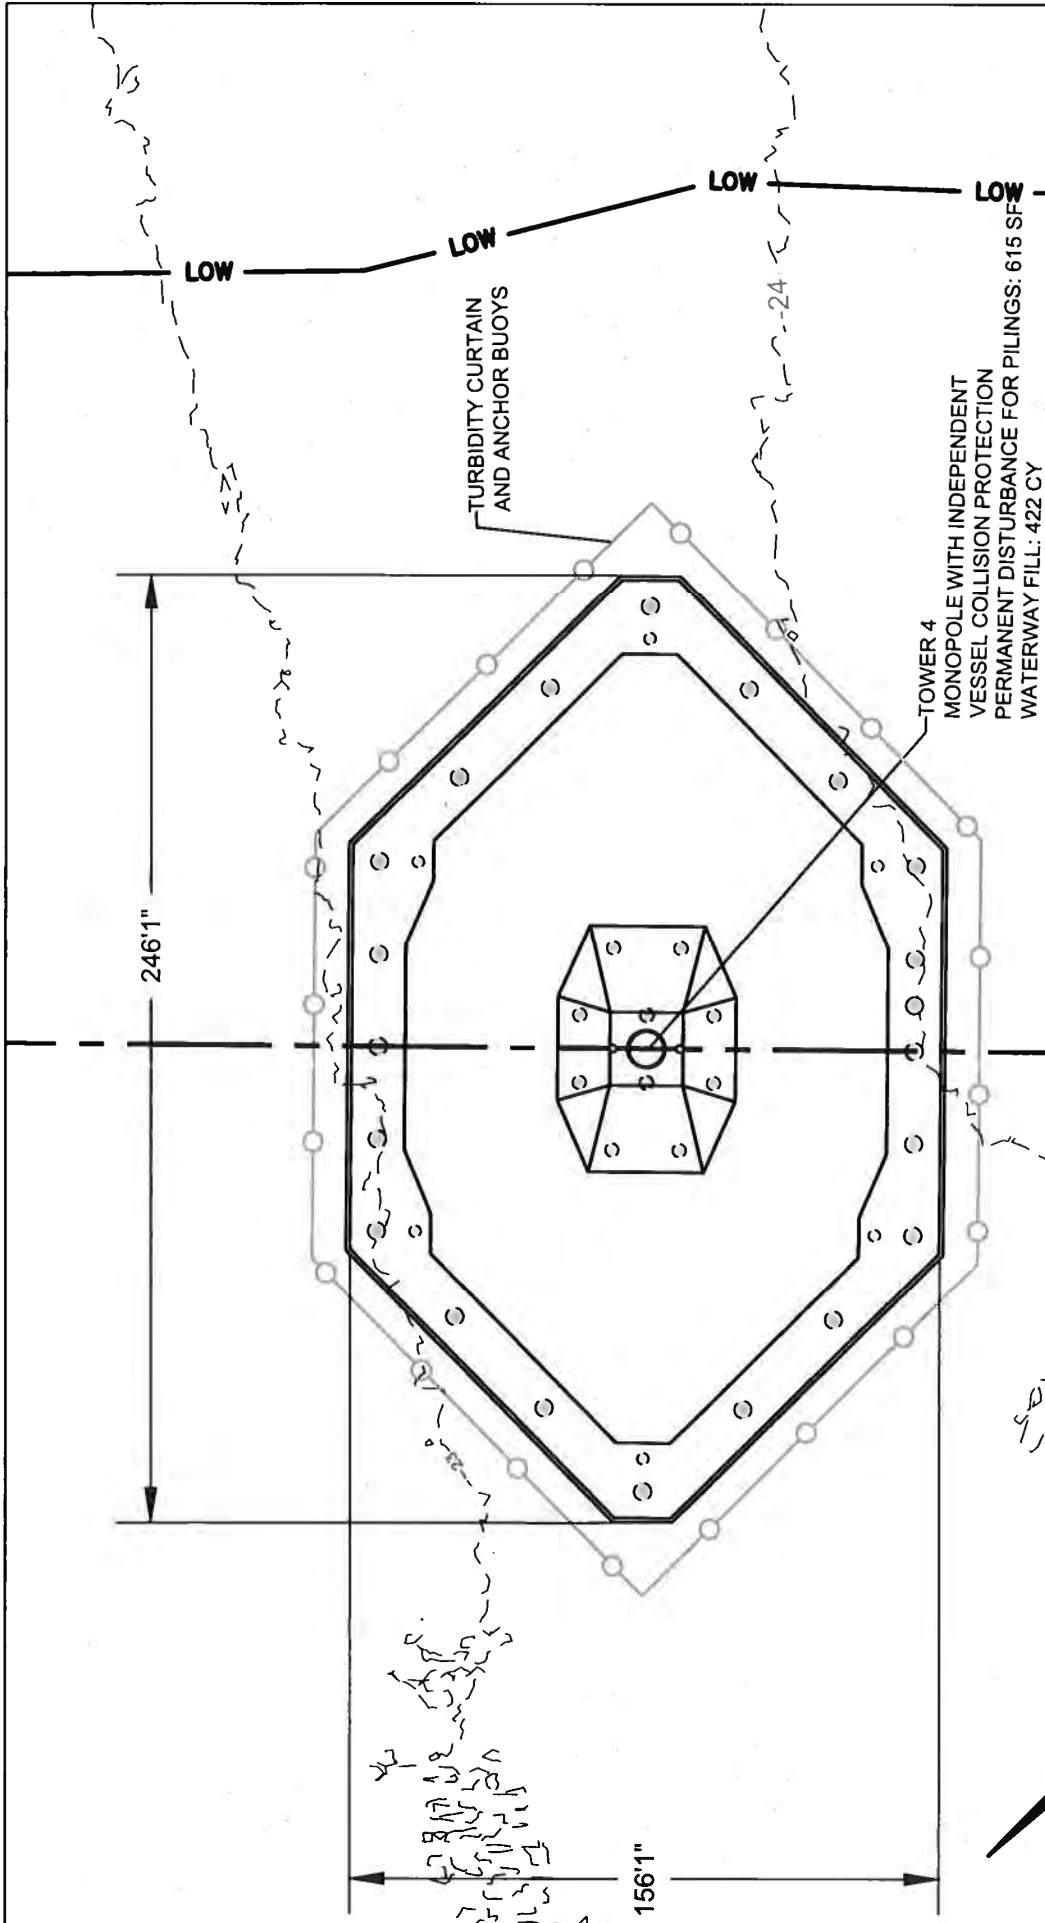 LOW
LOW
LOW
LOW
TURBIDITY CURTAIN
AND ANCHOR BUOYS
--24
246'1"
TOWER 4
MONOPOLE WITH INDEPENDENT
VESSEL COLLISION PROTECTION
PERMANENT DISTURBANCE FOR PILINGS: 615 SF
WATERWAY FILL: 422 CY
--23
156'1"